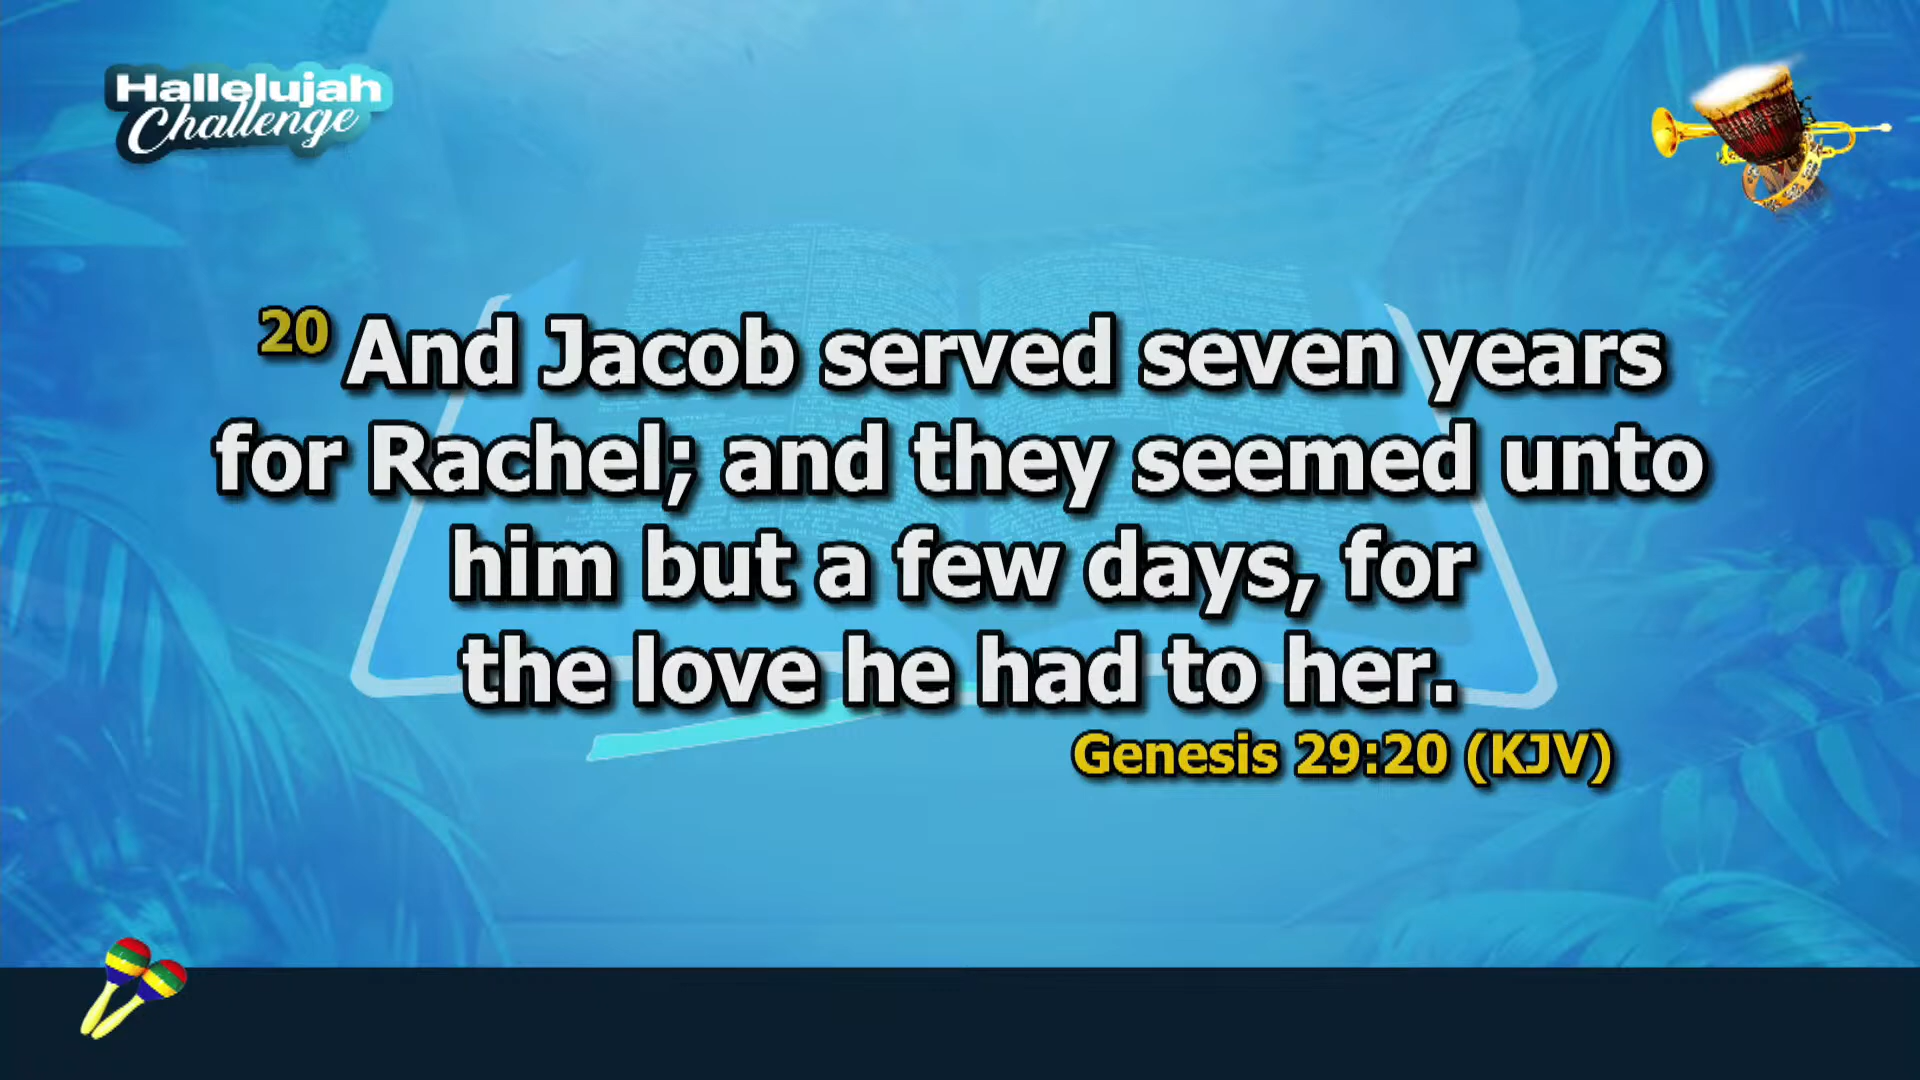 Hallelujah
Challenge
20 And Jacob served seven years
for Rachel; and they seemed unto
him but a few days, for
the love he had to her.
Genesis 29:20 (KJV)